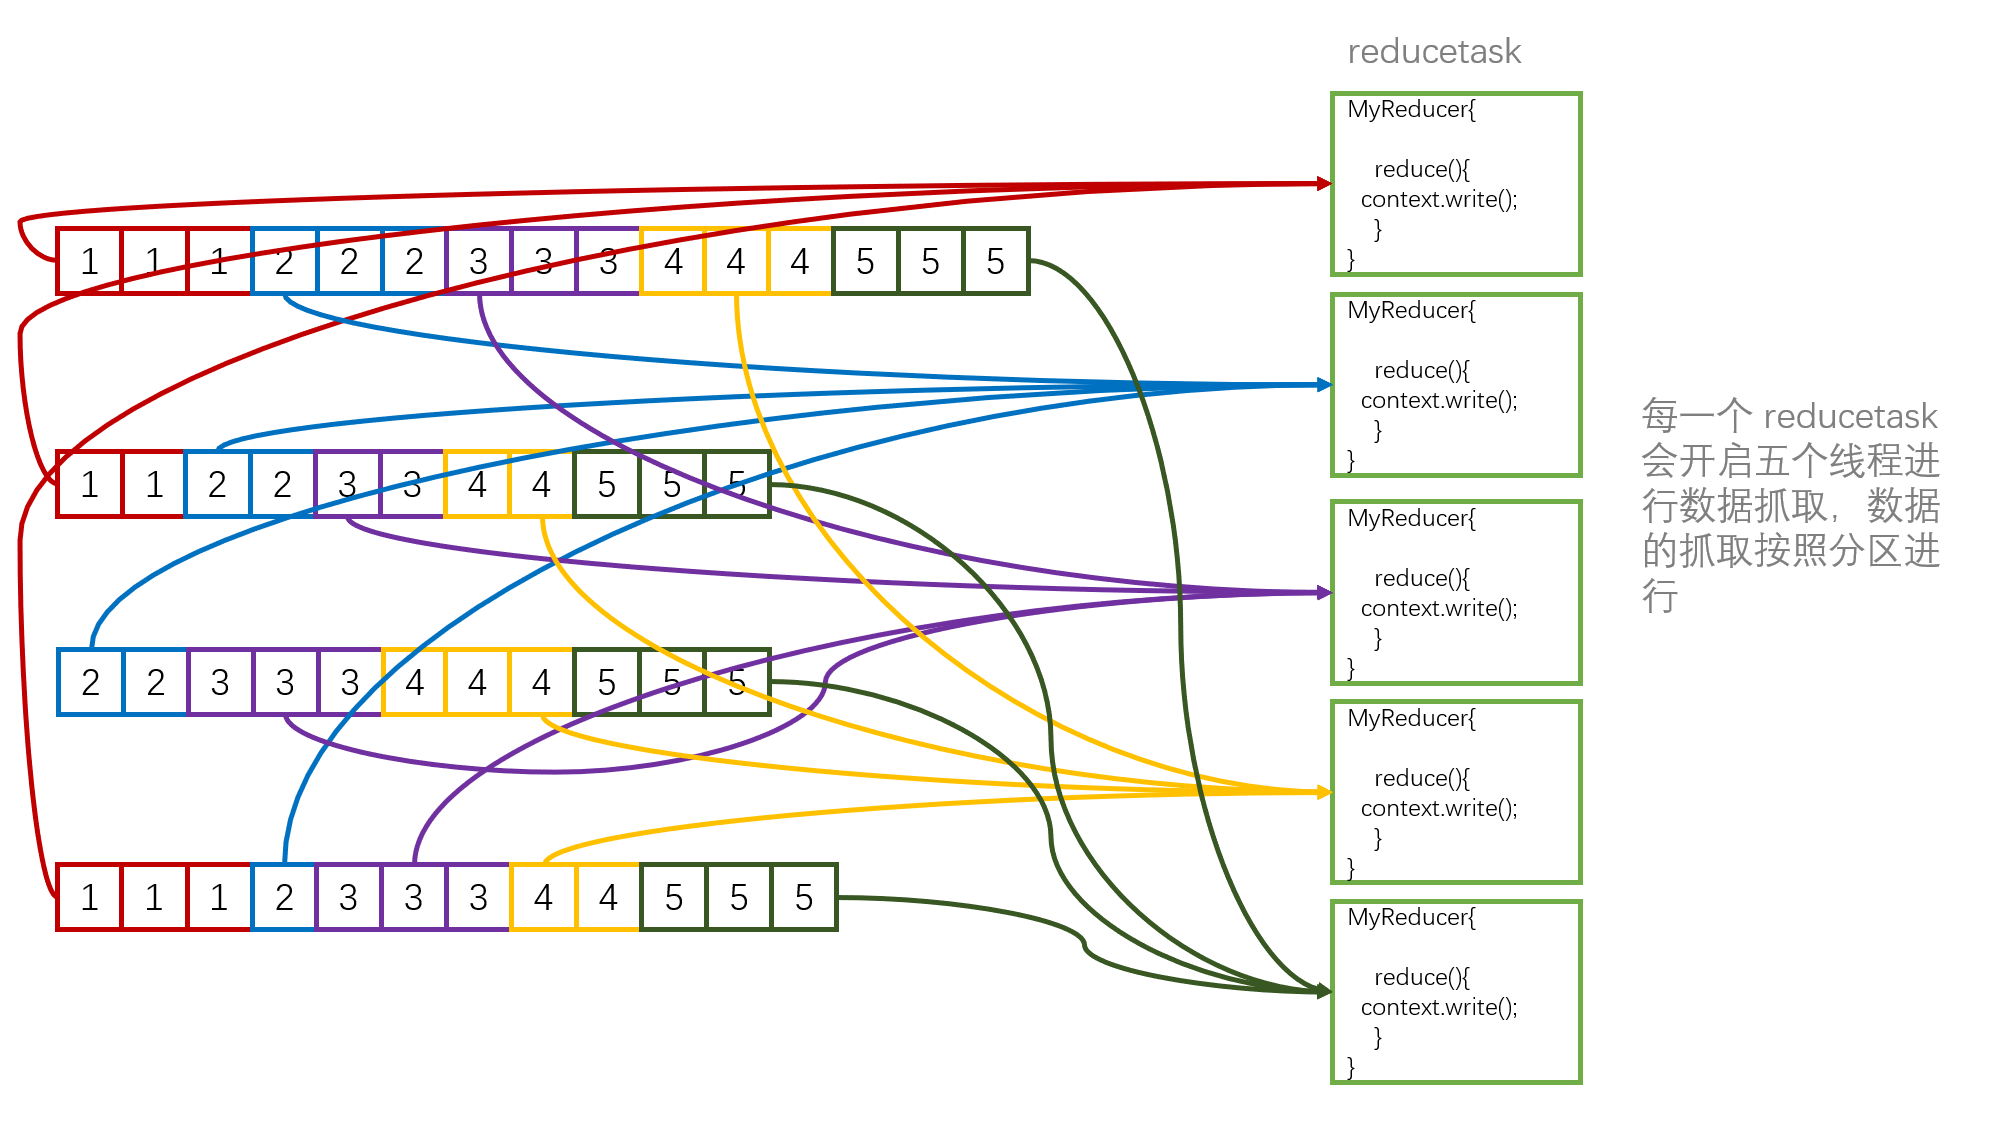 reducetask
MyReducer{
reduce(){
context.write();
}
}
1 1 1 2 2 2 3 3 3 4 4 4 5 5 5
MyReducer{
reduce(){
context.write();
}
}
每一个 reducetask
会开启五个线程进
行数据抓取，数据
的抓取按照分区进
行
1 1 2 2 3 3 4 4 5 5 5
MyReducer{
reduce(){
context.write();
}
}
2 2 3 3 3 4 4 4 5 5 5
MyReducer{
reduce(){
context.write();
}
}
1 1 1 2 3 3 3 4 4 5 5 5
MyReducer{
reduce(){
context.write();
}
}